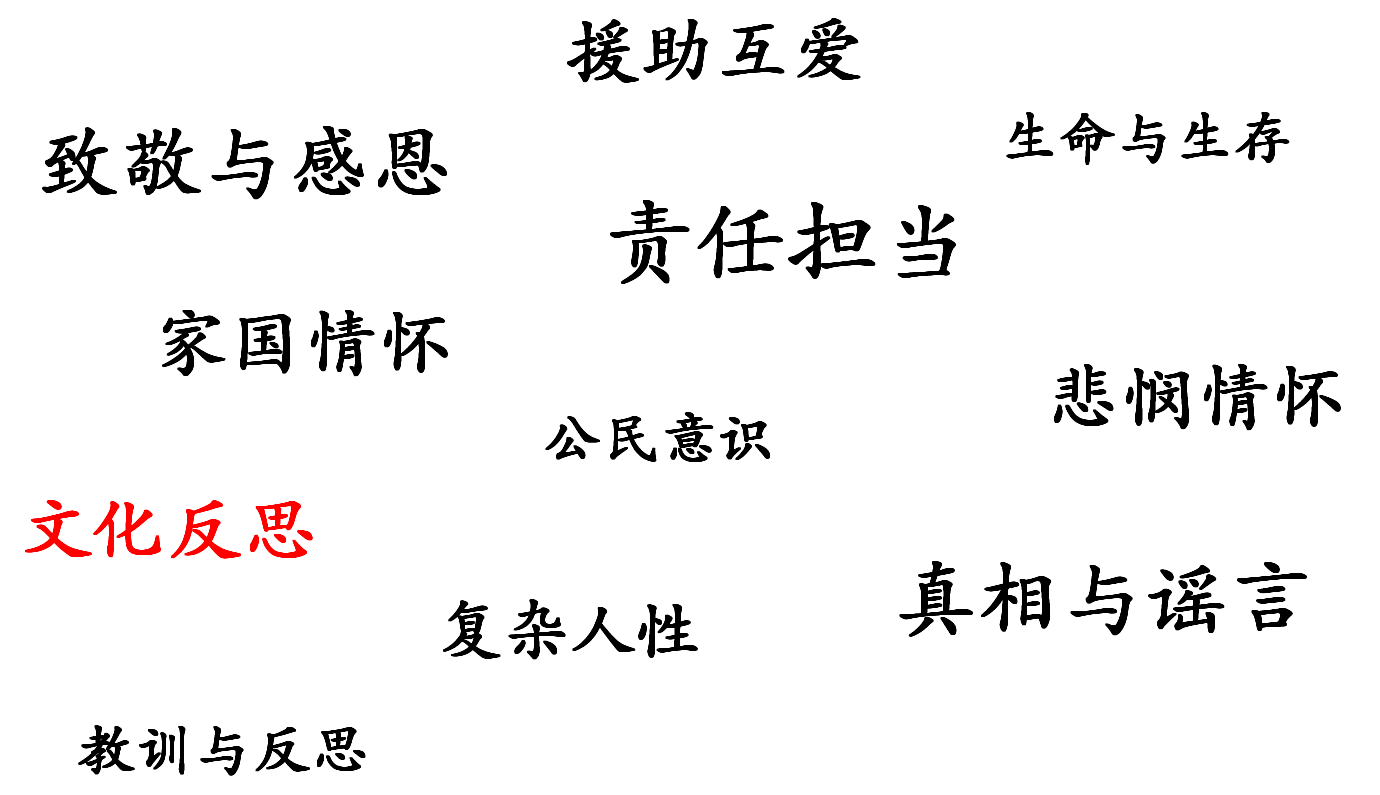 援助互爱
生命与生存
致敬与感恩
责任担当
家国情怀
悲悯情怀
公民意识
文化反思
真相与谣言
复杂人性
教训与反思